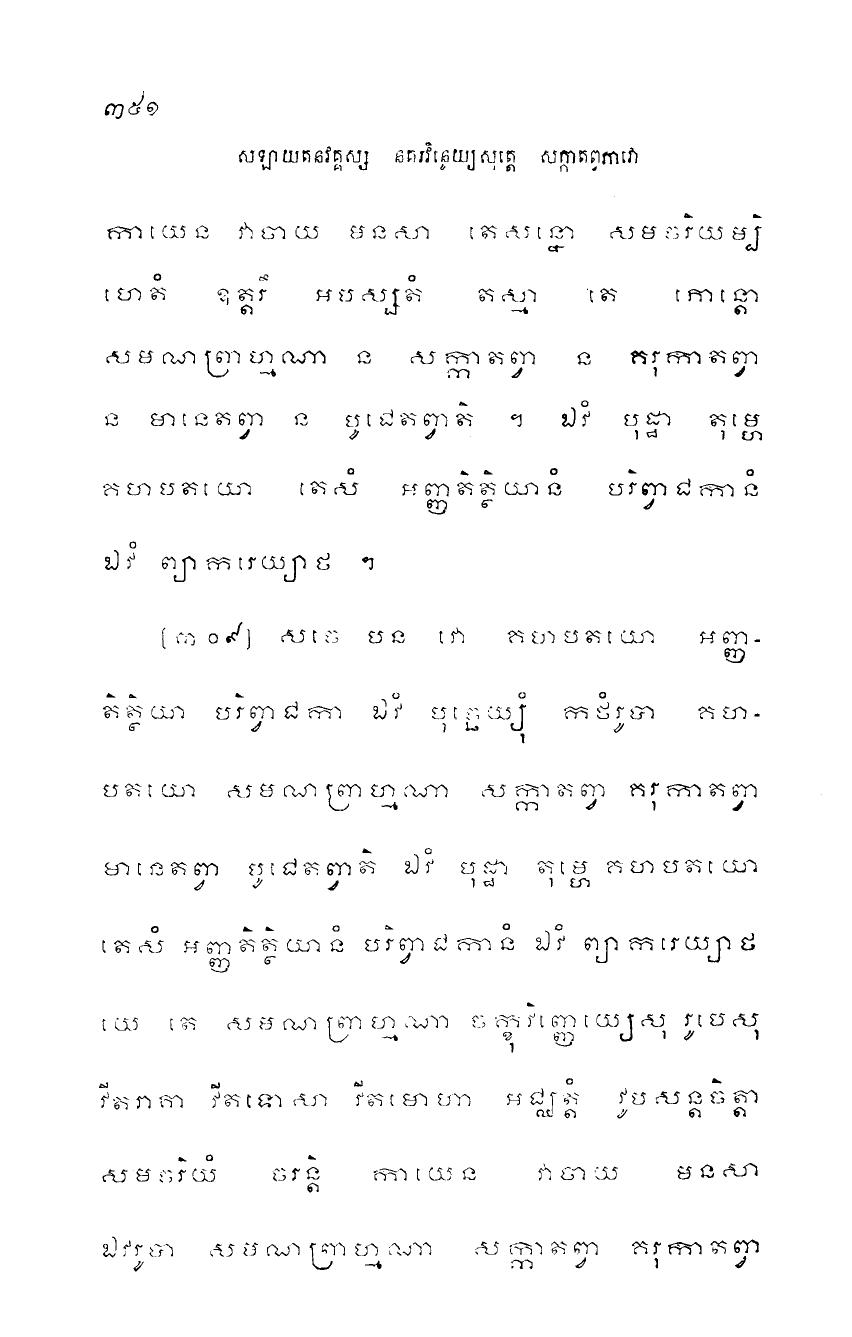 ៣៥១
សឡាយតនវគ្គស្ស នគរវិន្ទេយ្យសុត្តេ សក្កាតព្វភាវោ
កាយេន វាចាយ មនសា តេសន្នោ សមចរិយម្បិ
ហេតំ ឧត្តរឹ អបស្សតំ តស្មា តេ ភោន្តោ
សមណព្រាហ្មណា ន សក្កាតព្វា ន គរុកាតព្វា
ន មានេតព្វា ន បូជេតព្វាតិ ។ ឯវំ បុដ្ឋា តុម្ហេ
គហបតយោ តេសំ អញ្ញតិត្ថិយានំ បរិព្វាជកានំ
ឯវំ ព្យាករេយ្យាថ ។
[៣០៩] សចេ បន វោ គហបតយោ អញ្ញ-
តិត្ថិយា បរិព្វាជកា ឯវំ បុច្ឆេយ្យុំ កថំរូបា គហ-
បតយោ សមណព្រាហ្មណា សក្កាតព្វា គរុកាតព្វា
មានេតព្វា បូជេតព្វាតិ ឯវំ បុដ្ឋា តុម្ហេ គហបតយោ
តេសំ អញ្ញតិត្ថិយានំ បរិព្វាជកានំ ឯវំ ព្យាករេយ្យាថ
យេ តេ សមណព្រាហ្មណា ចក្ខុវិញ្ញេយ្យេសុ រូបេសុ
វីតរាគា វីតទោសា វីតមោហា អជ្ឈត្តំ វូបសន្តចិត្តា
សមចរិយំ ចរន្តិ កាយេន វាចាយ មនសា
ឯវរូបា សមណព្រាហ្មណា សក្កាតព្វា គរុកាតព្វា